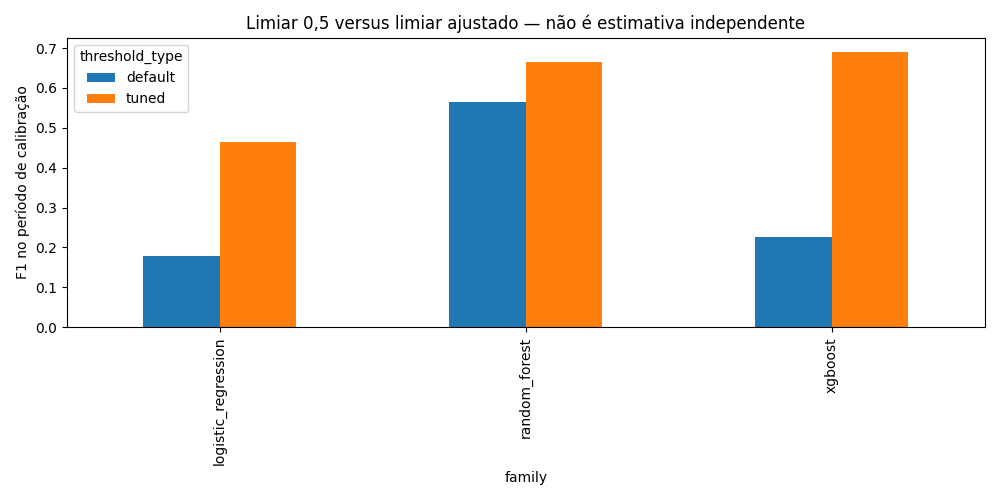 Limiar 0,5 versus limiar ajustado — não é estimativa independente
threshold_type
default
tuned
F1 no período de calibração
0.7
0.6
0.5
0.4
0.3
0.2
0.1
0.0
logistic_regression
random_forest
xgboost
family